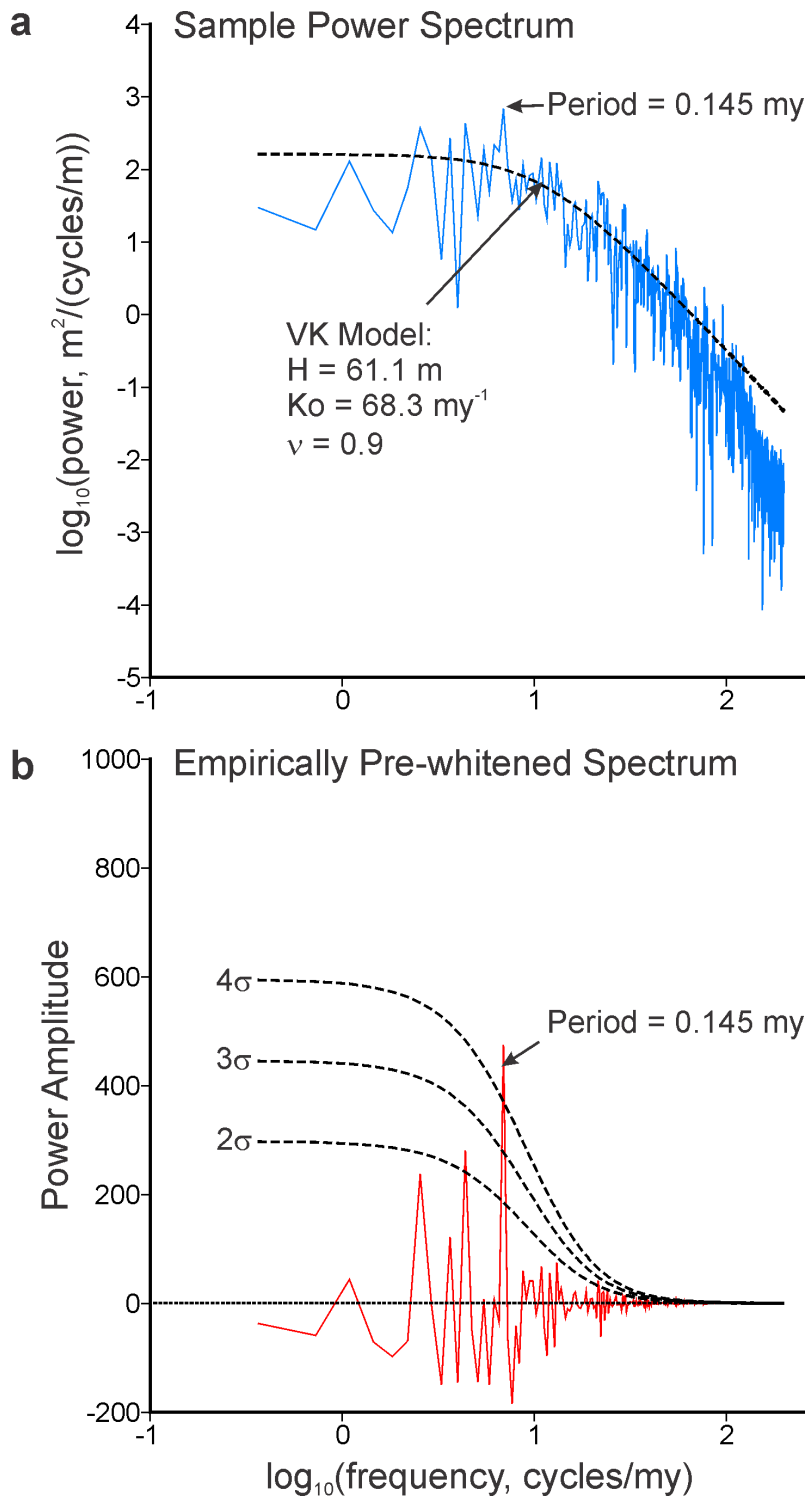 a Sample Power Spectrum
4
3
2
1
0
-1
-2
-3
-4
-5
log₁₀(power, m²/(cycles/m))
Period = 0.145 my
VK Model:
H = 61.1 m
Ko = 68.3 my⁻¹
ν = 0.9
-1 0 1 2
b Empirically Pre-whitened Spectrum
1000
800
600
400
200
0
-200
Power Amplitude
4σ
3σ
2σ
Period = 0.145 my
-1 0 1 2
log₁₀(frequency, cycles/my)